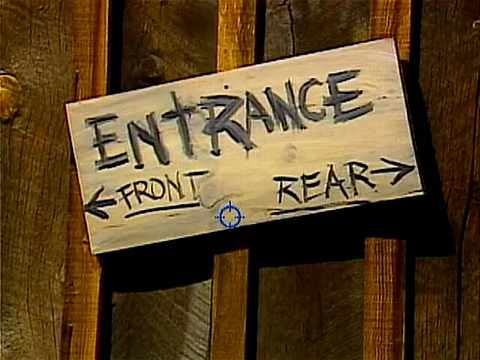 ENTRANCE
← FRONT REAR →